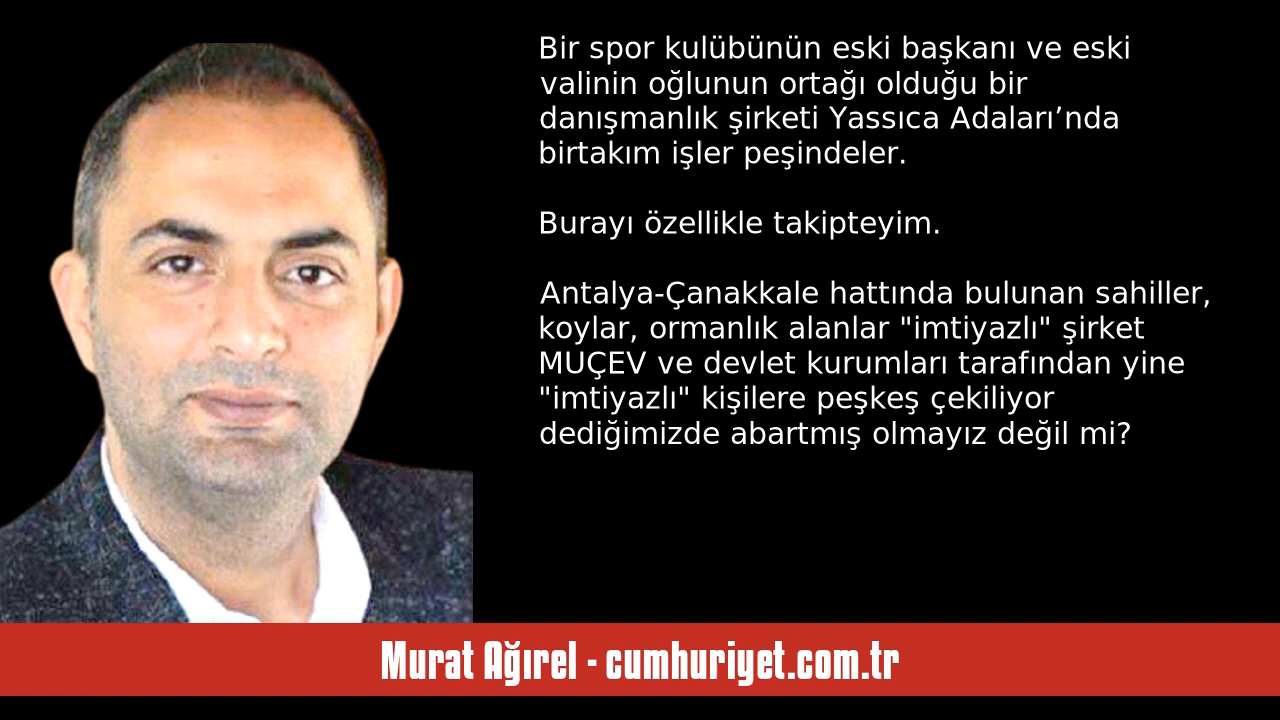 Bir spor kulübünün eski başkanı ve eski
valinin oğlunun ortağı olduğu bir
danışmanlık şirketi Yassıca Adaları’nda
birtakım işler peşindeler.
Burayı özellikle takipteyim.
Antalya-Çanakkale hattında bulunan sahiller,
koylar, ormanlık alanlar "imtiyazlı" şirket
MUÇEV ve devlet kurumları tarafından yine
"imtiyazlı" kişilere peşkeş çekiliyor
dediğimizde abartmış olmayız değil mi?
Murat Ağırel - cumhuriyet.com.tr